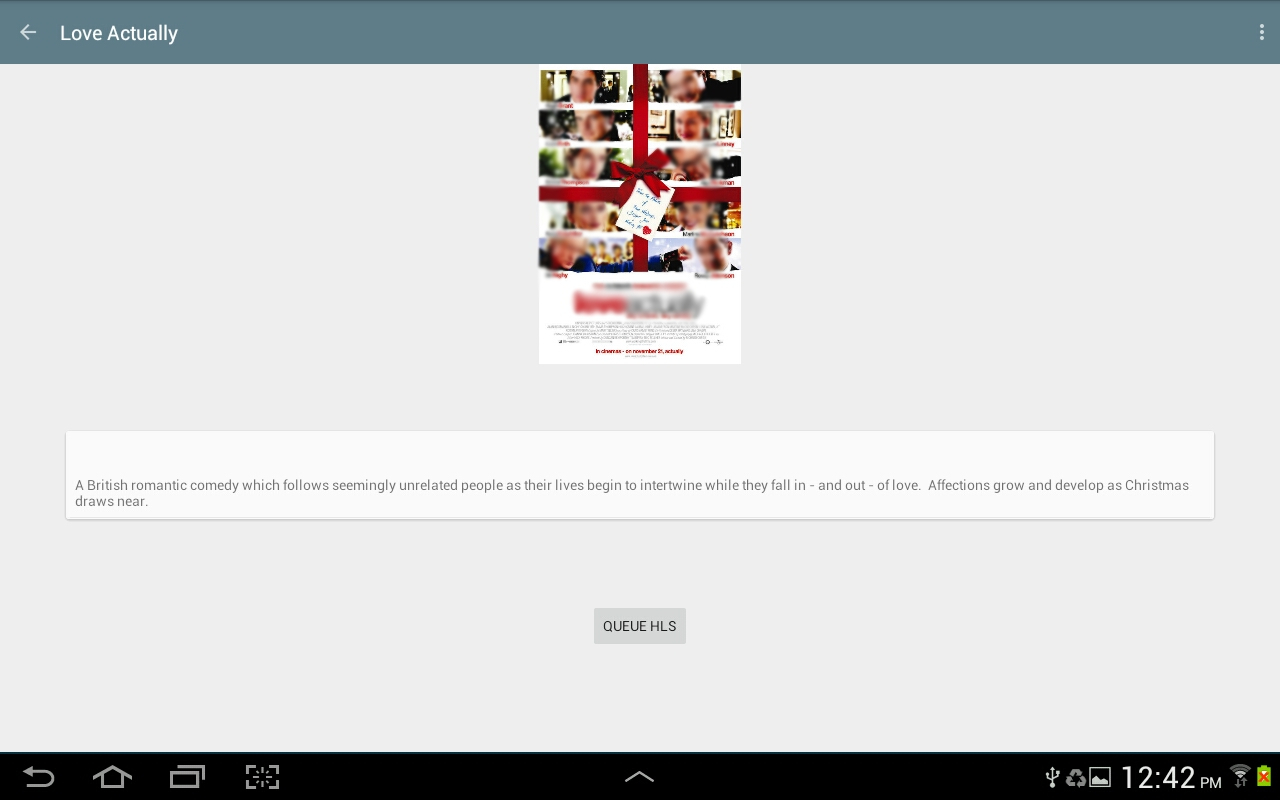 Love Actually
actually
In cinemas - on november 21, actually
A British romantic comedy which follows seemingly unrelated people as their lives begin to intertwine while they fall in - and out - of love.  Affections grow and develop as Christmas
draws near.
QUEUE HLS
12:42 PM